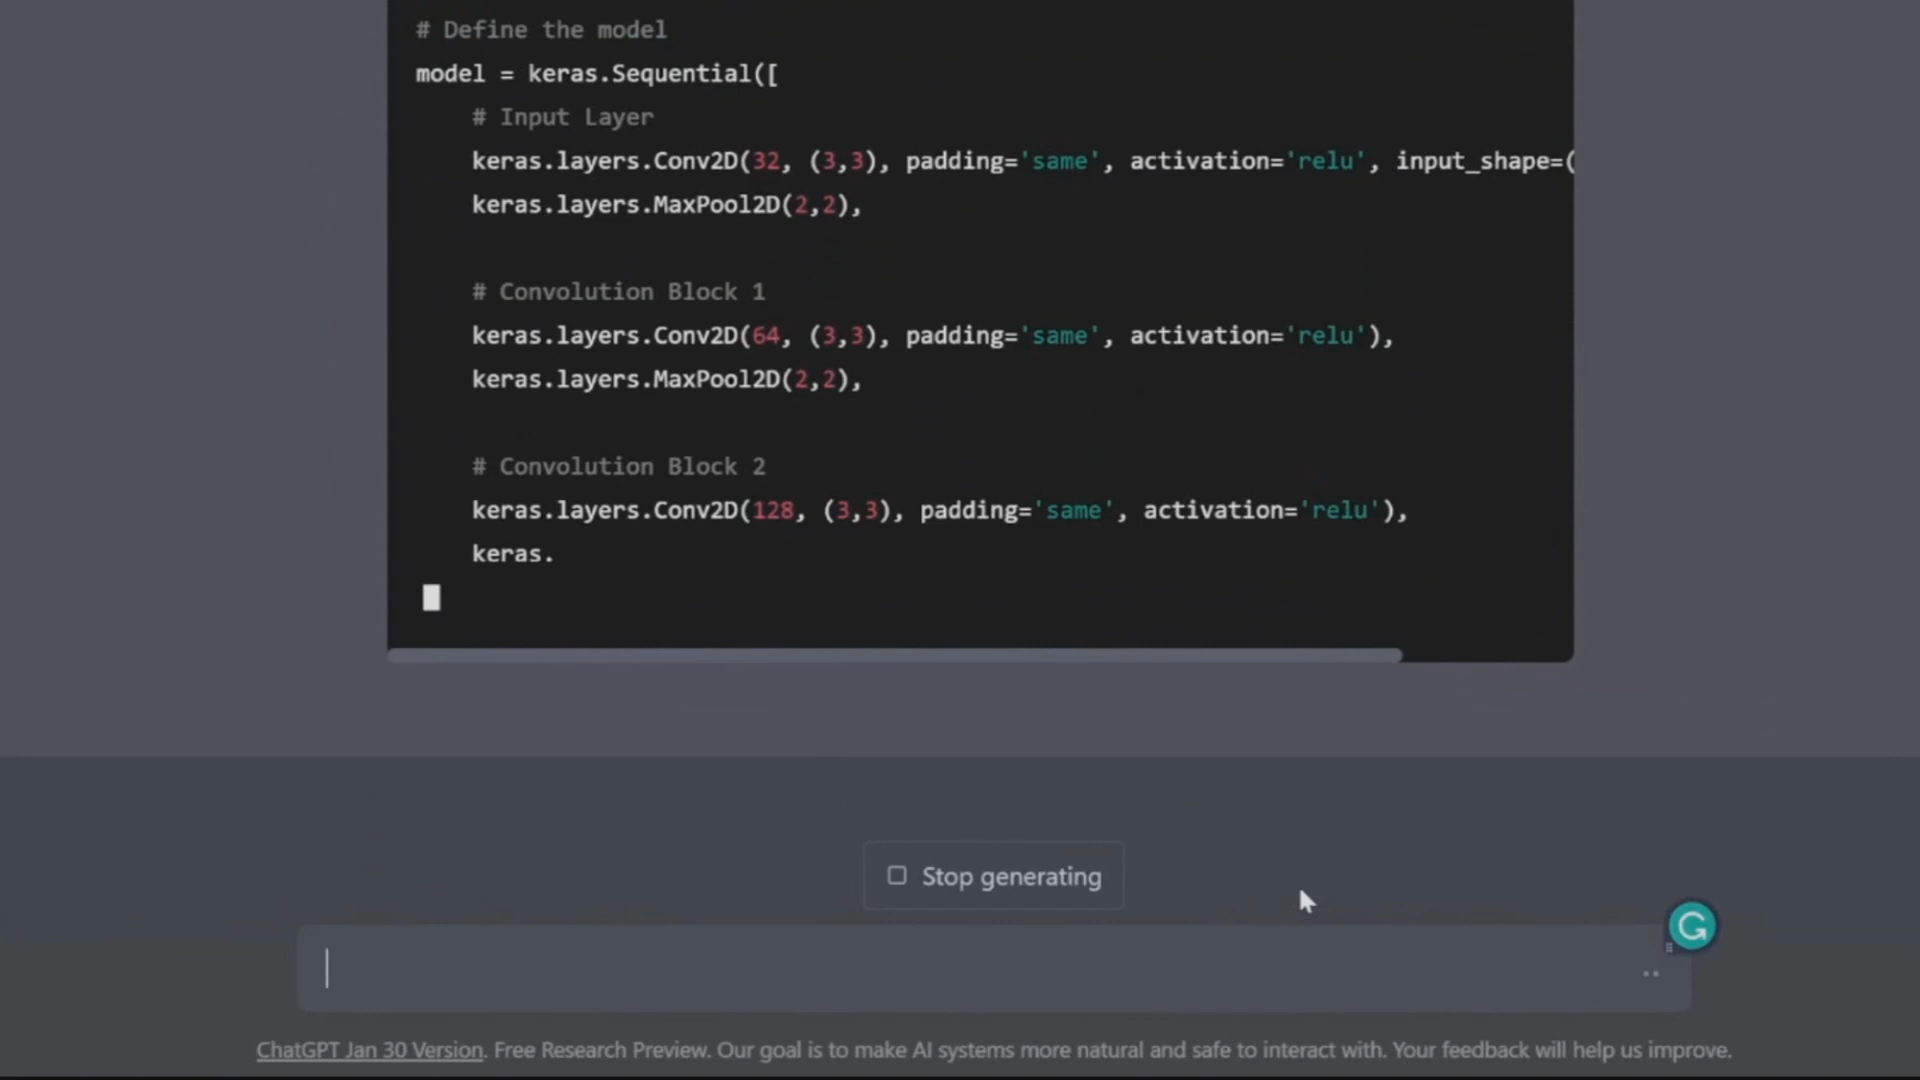 # Define the model
model = keras.Sequential([
# Input Layer
keras.layers.Conv2D(32, (3,3), padding='same', activation='relu', input_shape=(
keras.layers.MaxPool2D(2,2),
# Convolution Block 1
keras.layers.Conv2D(64, (3,3), padding='same', activation='relu'),
keras.layers.MaxPool2D(2,2),
# Convolution Block 2
keras.layers.Conv2D(128, (3,3), padding='same', activation='relu'),
keras.
Stop generating
ChatGPT Jan 30 Version. Free Research Preview. Our goal is to make AI systems more natural and safe to interact with. Your feedback will help us improve.